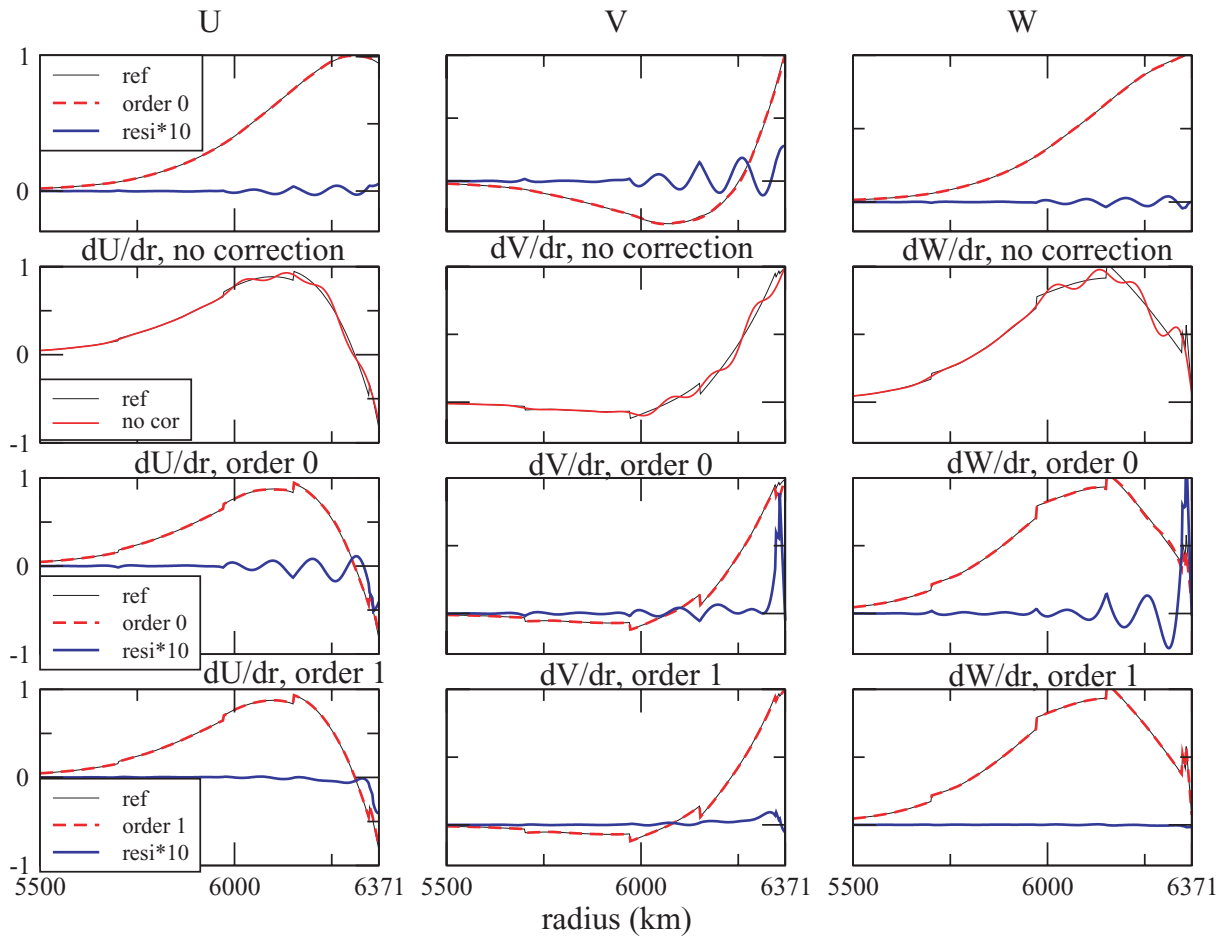 U V W
1
ref
order 0
resi*10
0
dU/dr, no correction dV/dr, no correction dW/dr, no correction
1
0
ref
no cor
-1
dU/dr, order 0 dV/dr, order 0 dW/dr, order 0
1
0
ref
order 0
resi*10
-1
dU/dr, order 1 dV/dr, order 1 dW/dr, order 1
1
0
ref
order 1
resi*10
-1
5500 6000 6371 5500 6000 6371 5500 6000 6371
radius (km)